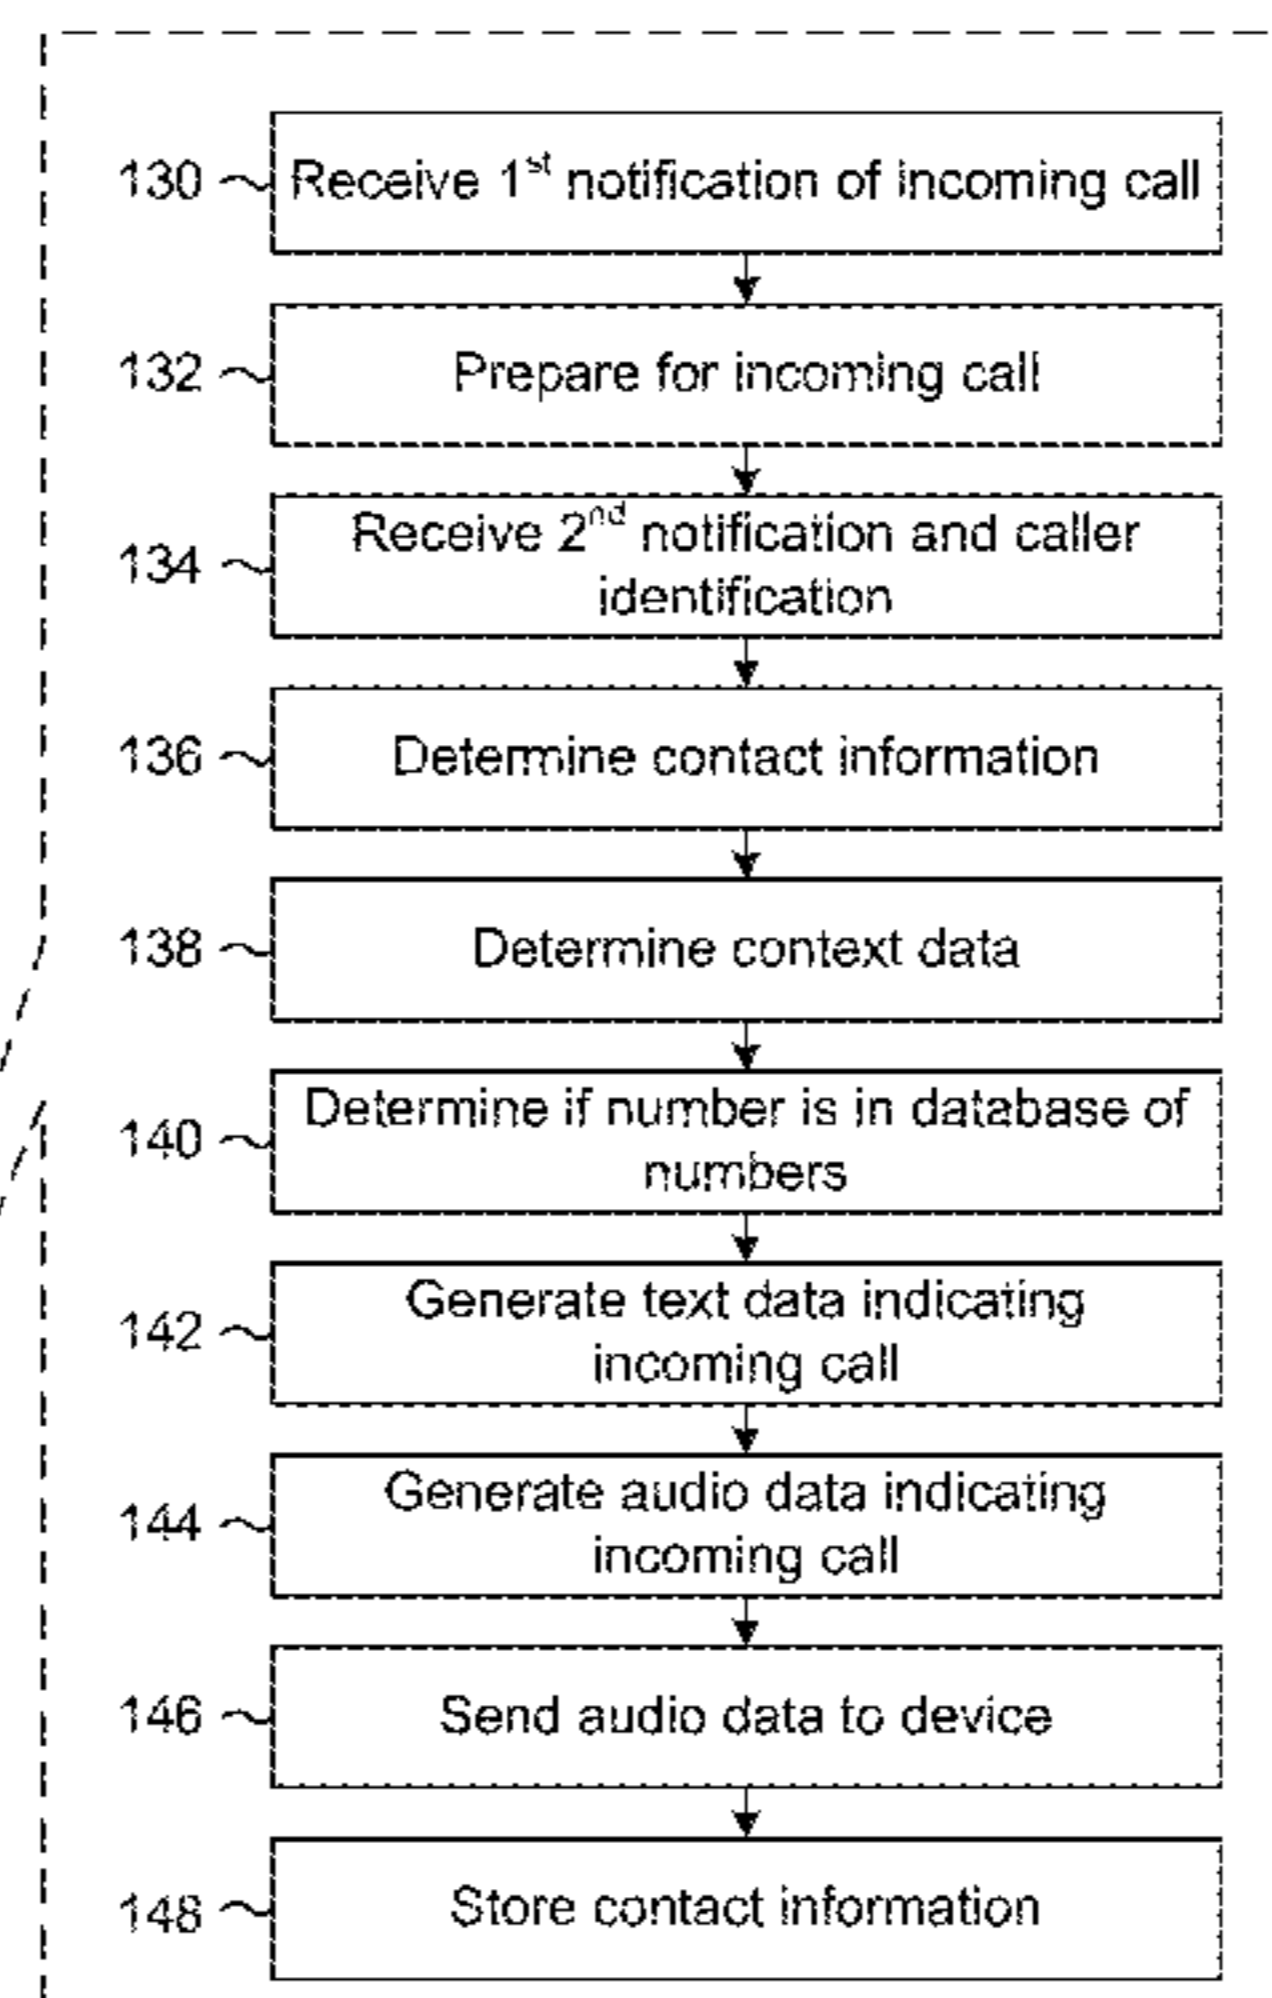 130 Receive 1st notification of incoming call
132 Prepare for incoming call
134 Receive 2nd notification and caller
identification
136 Determine contact information
138 Determine context data
140 Determine if number is in database of
numbers
142 Generate text data indicating
incoming call
144 Generate audio data indicating
incoming call
146 Send audio data to device
148 Store contact information